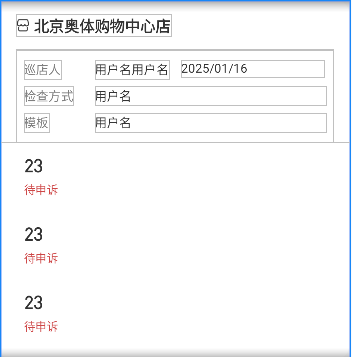 北京奥体购物中心店
巡店人 用户名用户名 2025/01/16
检查方式 用户名
模板 用户名
23
待申诉
23
待申诉
23
待申诉